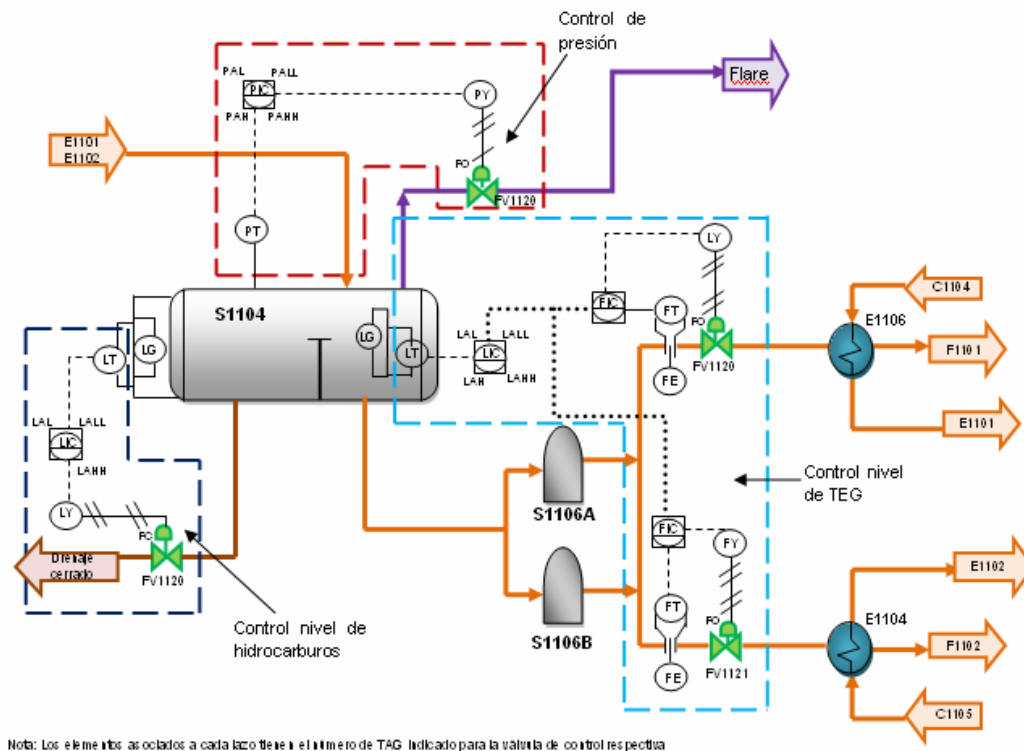 Control de
presión
Flare
PAL
PALL
PIC
PAH
PAHH
PY
FO
FV1120
E1101
E1102
PT
S1104
LT
LG
LG
LT
LAL
LALL
LIC
LAH
LAHH
LY
FIC
FT
FO
FV1120
FE
C1104
E1106
F1101
E1101
LAL
LALL
LIC
LAHH
LY
FC
FV1120
Drenaje
cerrado
Control nivel de
hidrocarburos
S1106A
S1106B
Control nivel
de TEG
FIC
FY
FT
FO
FV1121
FE
E1102
E1104
F1102
C1105
Nota: Los elementos asociados a cada lazo tienen el número de TAG indicado para la válvula de control respectiva